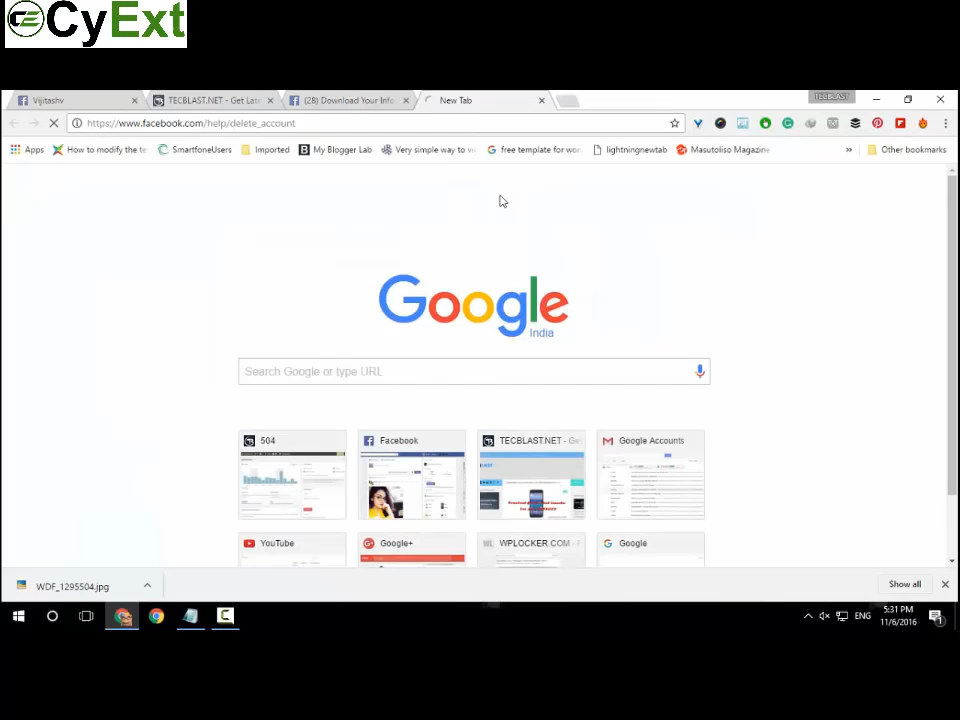 CyExt
Vijitashv
TECBLAST.NET - Get Late
(28) Download Your Info
New Tab
TECBLAST
https://www.facebook.com/help/delete_account
Apps
How to modify the te
SmartfoneUsers
Imported
My Blogger Lab
Very simple way to v
free template for wor
lightningnewtab
Masutoliso Magazine
»
Other bookmarks
Google
India
Search Google or type URL
504
Facebook
TECBLAST.NET - Ge
Google Accounts
YouTube
Google+
WPLOCKER.COM - F
Google
WDF_1295504.jpg
Show all
ENG
5:31 PM
11/6/2016
1